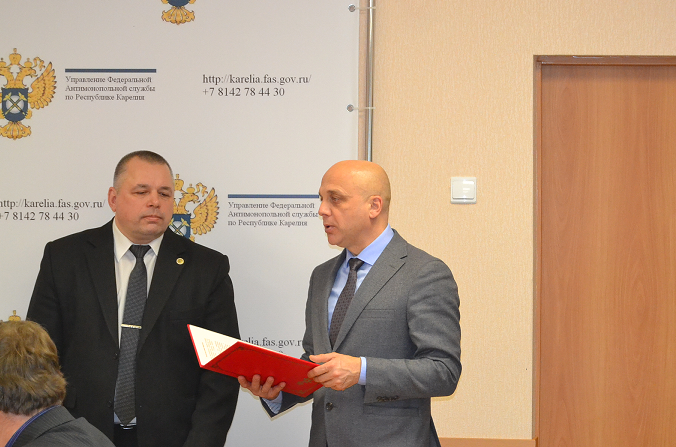 Управление Федеральной
Антимонопольной службы
по Республике Карелия
http://karelia.fas.gov.ru/
+7 8142 78 44 30
http://karelia.fas.gov.ru/
+7 8142 78 44 30
Управление Федеральной
Антимонопольной службы
по Республике Карелия